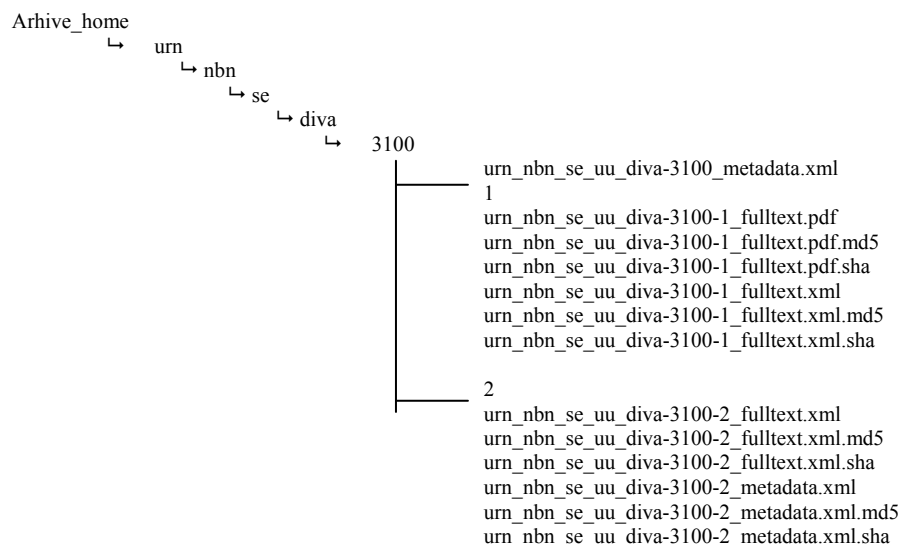 Arhive_home
urn
nbn
se
diva
3100
urn_nbn_se_uu_diva-3100_metadata.xml
1
urn_nbn_se_uu_diva-3100-1_fulltext.pdf
urn_nbn_se_uu_diva-3100-1_fulltext.pdf.md5
urn_nbn_se_uu_diva-3100-1_fulltext.pdf.sha
urn_nbn_se_uu_diva-3100-1_fulltext.xml
urn_nbn_se_uu_diva-3100-1_fulltext.xml.md5
urn_nbn_se_uu_diva-3100-1_fulltext.xml.sha
2
urn_nbn_se_uu_diva-3100-2_fulltext.xml
urn_nbn_se_uu_diva-3100-2_fulltext.xml.md5
urn_nbn_se_uu_diva-3100-2_fulltext.xml.sha
urn_nbn_se_uu_diva-3100-2_metadata.xml
urn_nbn_se_uu_diva-3100-2_metadata.xml.md5
urn_nbn_se_uu_diva-3100-2_metadata.xml.sha